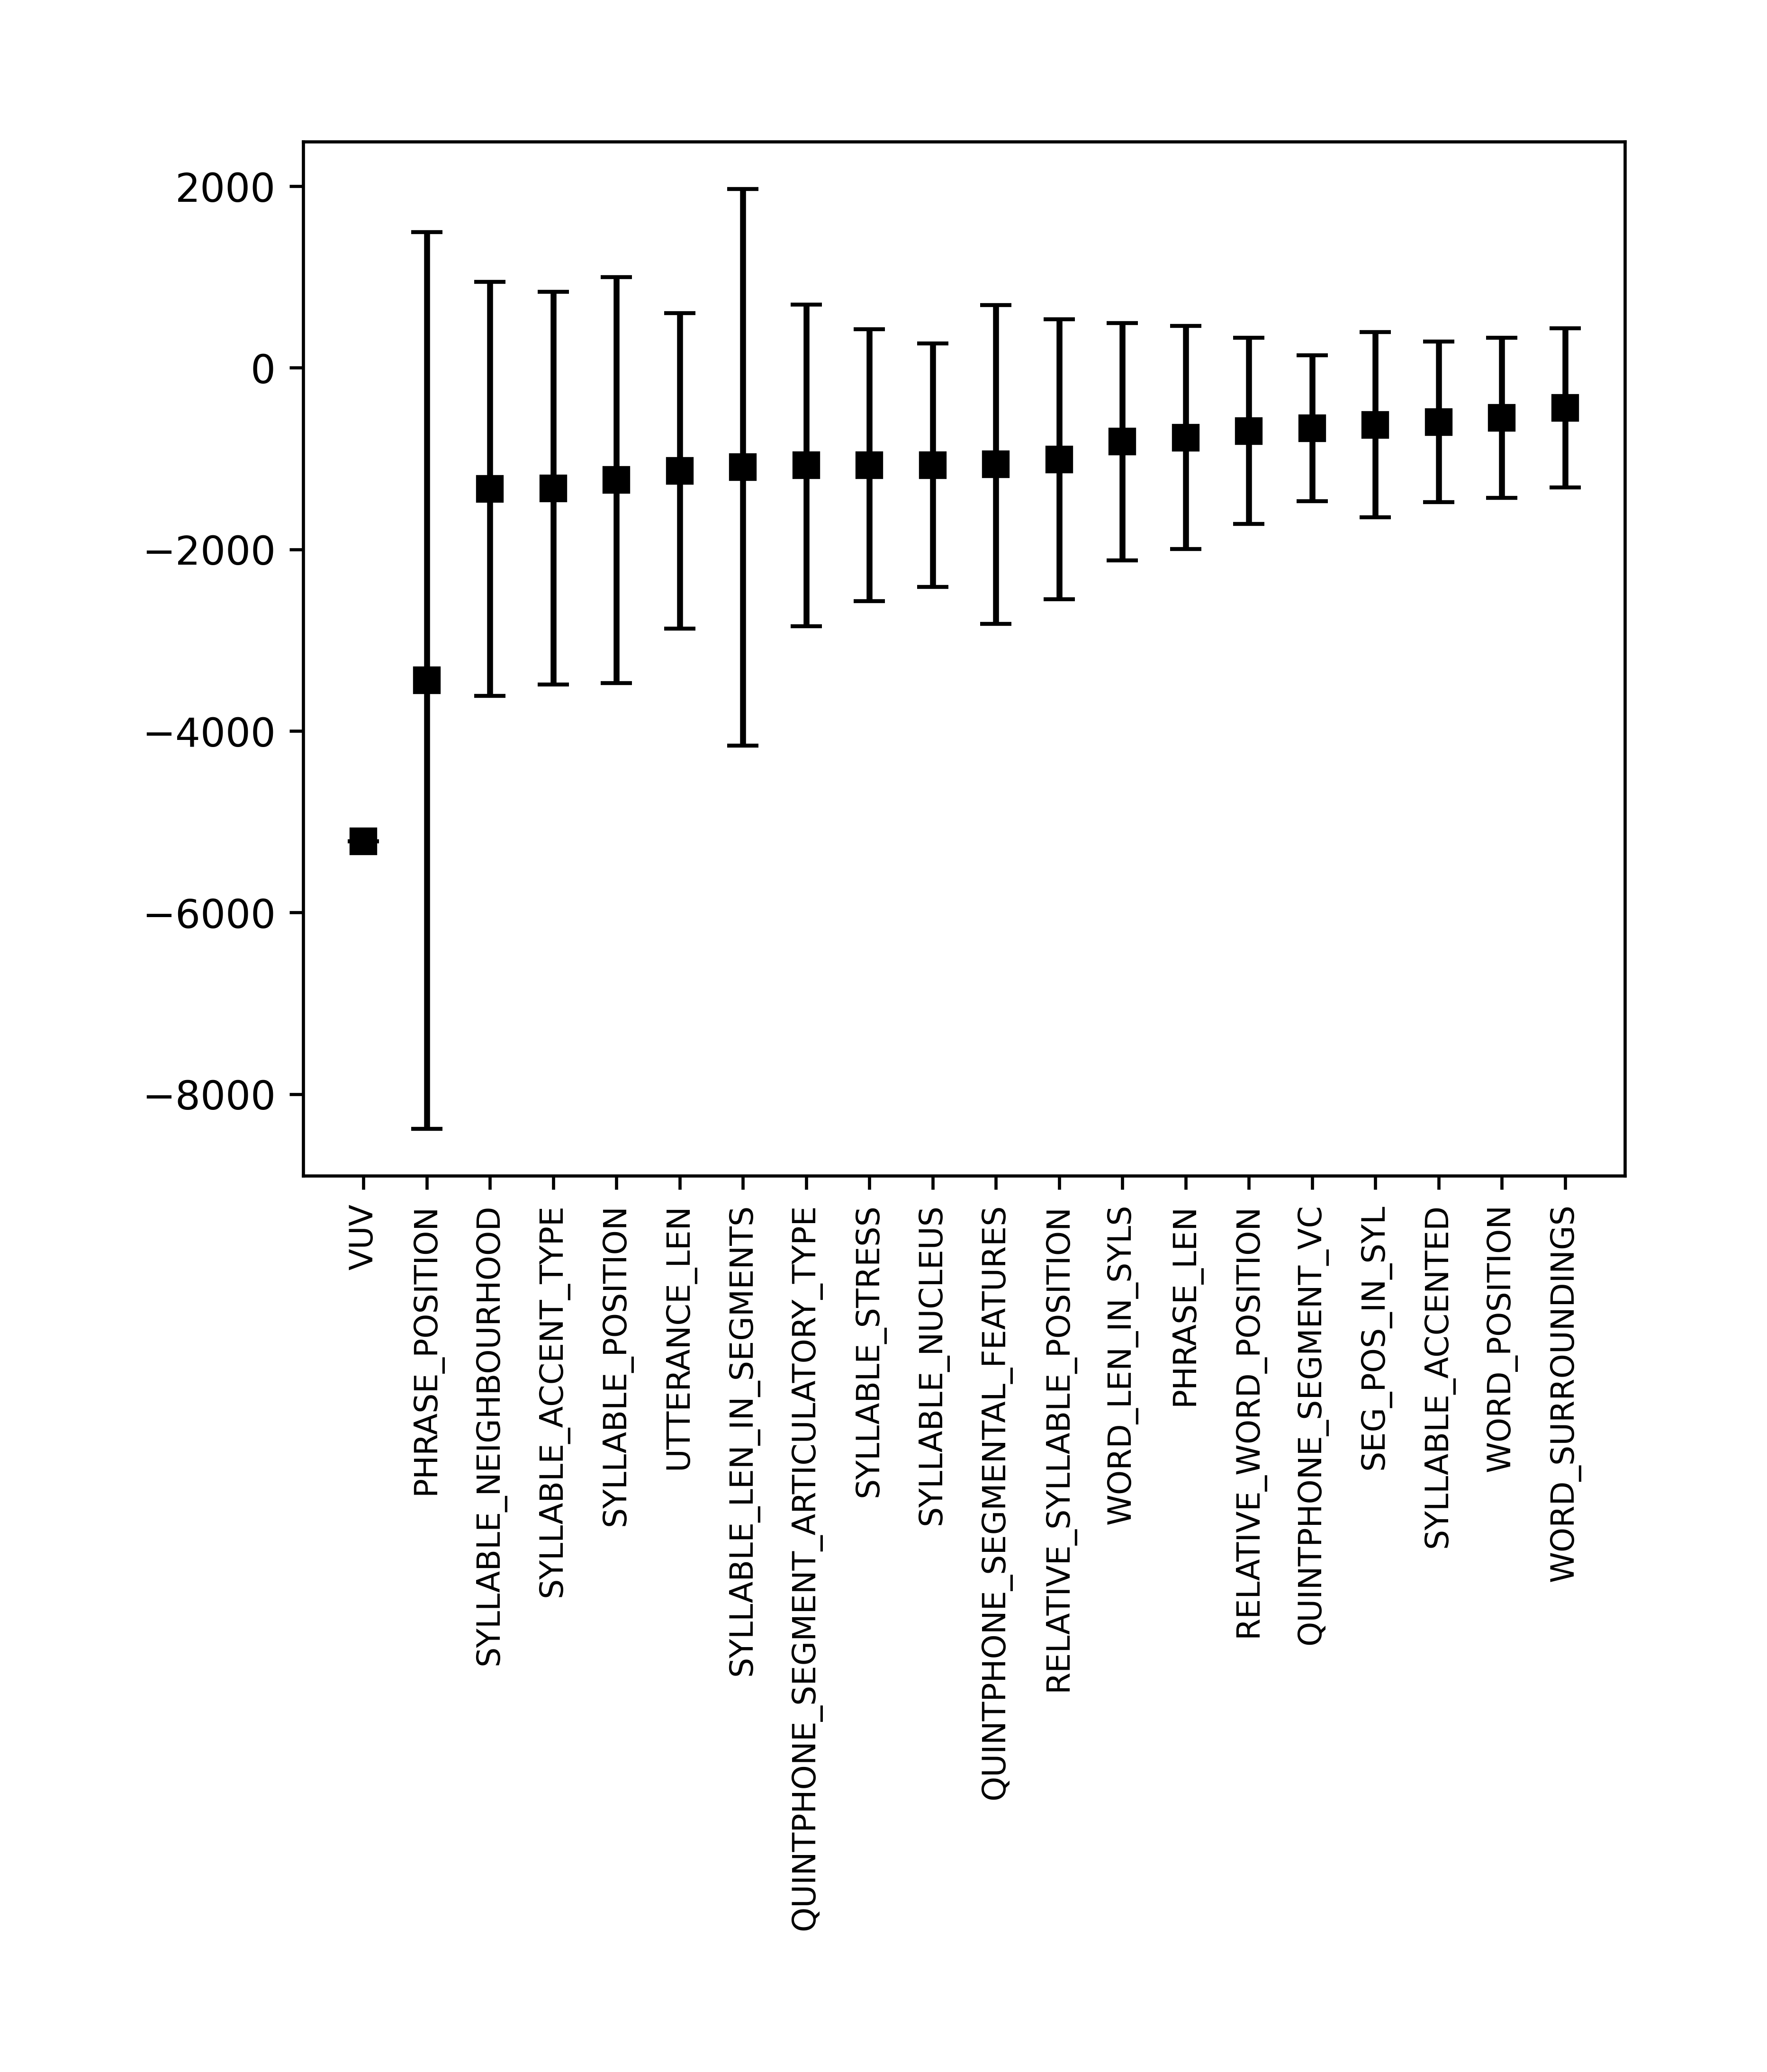 2000
0
−2000
−4000
−6000
−8000
VUV
PHRASE_POSITION
SYLLABLE_NEIGHBOURHOOD
SYLLABLE_ACCENT_TYPE
SYLLABLE_POSITION
UTTERANCE_LEN
SYLLABLE_LEN_IN_SEGMENTS
QUINTPHONE_SEGMENT_ARTICULATORY_TYPE
SYLLABLE_STRESS
SYLLABLE_NUCLEUS
QUINTPHONE_SEGMENTAL_FEATURES
RELATIVE_SYLLABLE_POSITION
WORD_LEN_IN_SYLS
PHRASE_LEN
RELATIVE_WORD_POSITION
QUINTPHONE_SEGMENT_VC
SEG_POS_IN_SYL
SYLLABLE_ACCENTED
WORD_POSITION
WORD_SURROUNDINGS